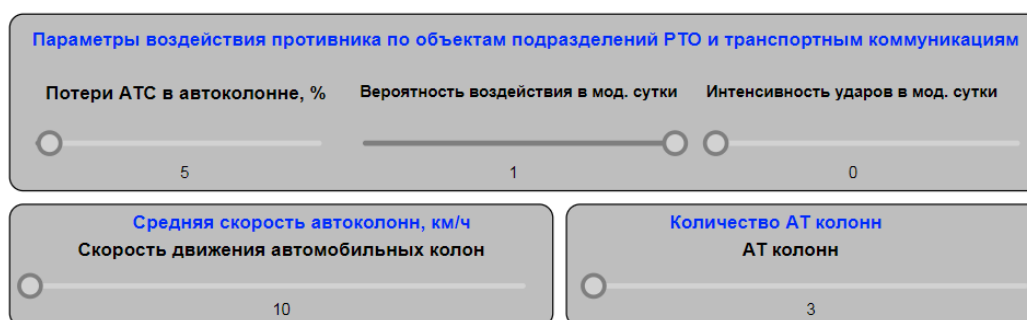 Параметры воздействия противника по объектам подразделений РТО и транспортным коммуникациям
Потери АТС в автоколонне, % Вероятность воздействия в мод. сутки Интенсивность ударов в мод. сутки
5 1 0
Средняя скорость автоколонн, км/ч
Скорость движения автомобильных колон
10
Количество АТ колонн
АТ колонн
3